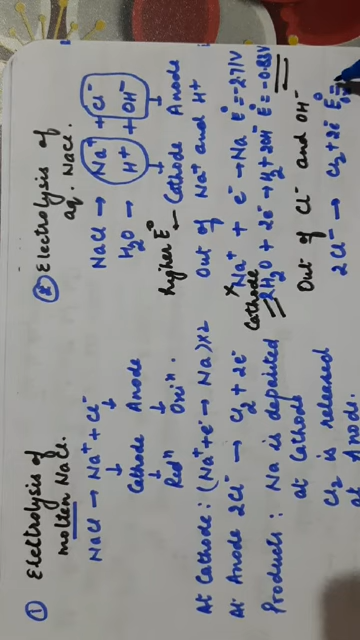 ① Electrolysis of
molten NaCl.
NaCl → Na⁺ + Cl⁻
↓ ↓
Cathode Anode
↓ ↓
Redⁿ Oxiⁿ.
At Cathode : (Na⁺+e⁻ → Na)×2
At Anode 2Cl⁻ → Cl₂ + 2e⁻
Products : Na is deposited
at Cathode
Cl₂ is released
at Anode.
② Electrolysis of
aq. NaCl.
NaCl → Na⁺ + Cl⁻
H₂O → H⁺ + OH⁻
↓ ↓
higher E° ← Cathode Anode
Out of Na⁺ and H⁺
Cathode × Na⁺ + e⁻ → Na E°=-2.71V
2H₂O + 2e⁻ → H₂ + 2OH⁻ E°=-0.83V
Out of Cl⁻ and OH⁻
2Cl⁻ → Cl₂+2e⁻ E°=